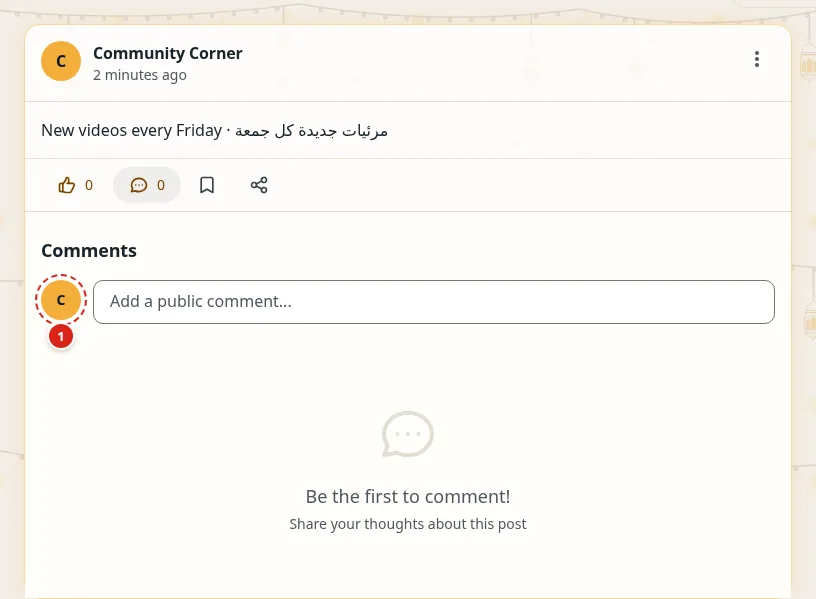 C
Community Corner
2 minutes ago
New videos every Friday · مرئيات جديدة كل جمعة
0
0
Comments
C
Add a public comment...
1
Be the first to comment!
Share your thoughts about this post